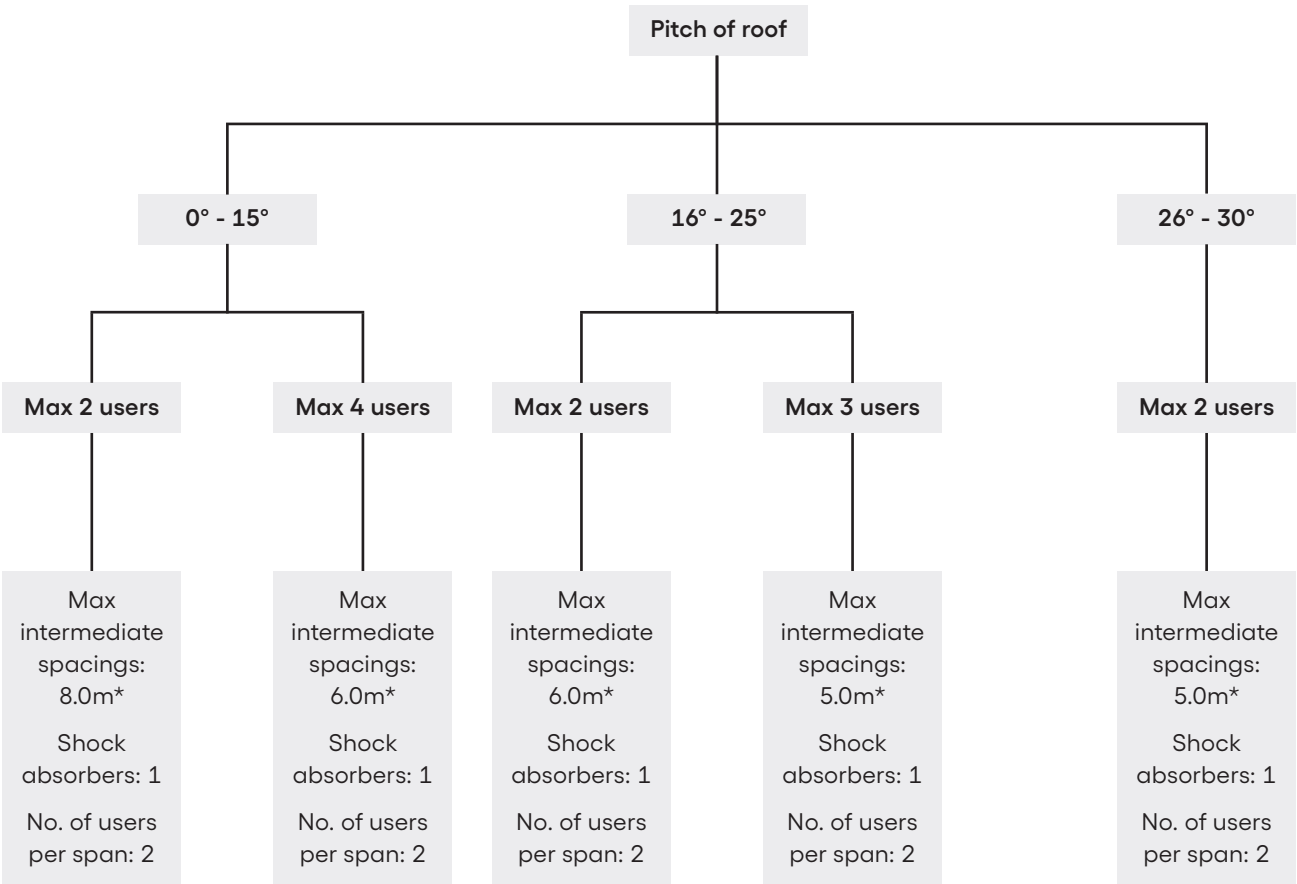 Pitch of roof
0° - 15°
16° - 25°
26° - 30°
Max 2 users
Max 4 users
Max 2 users
Max 3 users
Max 2 users
Max
intermediate
spacings:
8.0m*
Shock
absorbers: 1
No. of users
per span: 2
Max
intermediate
spacings:
6.0m*
Shock
absorbers: 1
No. of users
per span: 2
Max
intermediate
spacings:
6.0m*
Shock
absorbers: 1
No. of users
per span: 2
Max
intermediate
spacings:
5.0m*
Shock
absorbers: 1
No. of users
per span: 2
Max
intermediate
spacings:
5.0m*
Shock
absorbers: 1
No. of users
per span: 2